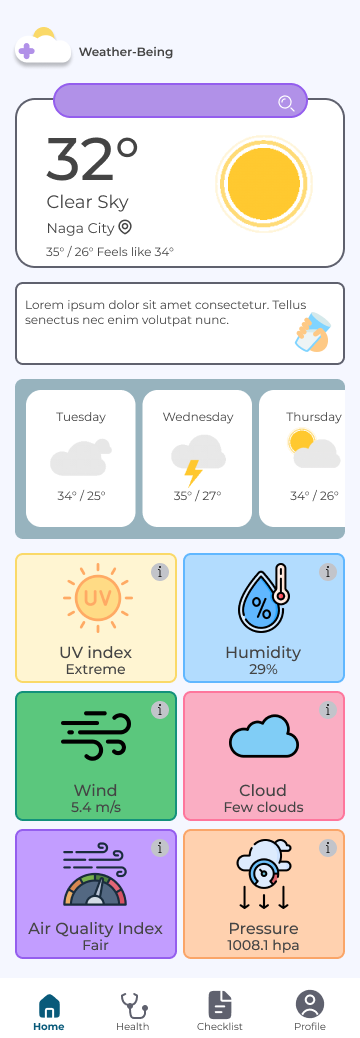 Weather-Being
32°
Clear Sky
Naga City
35° / 26° Feels like 34°
Lorem ipsum dolor sit amet consectetur. Tellus
senectus nec enim volutpat nunc.
Tuesday
34° / 25°
Wednesday
35° / 27°
Thursday
34° / 26°
i
UV
UV index
Extreme
i
%
Humidity
29%
i
Wind
5.4 m/s
i
Cloud
Few clouds
i
Air Quality Index
Fair
i
Pressure
1008.1 hpa
Home
Health
Checklist
Profile